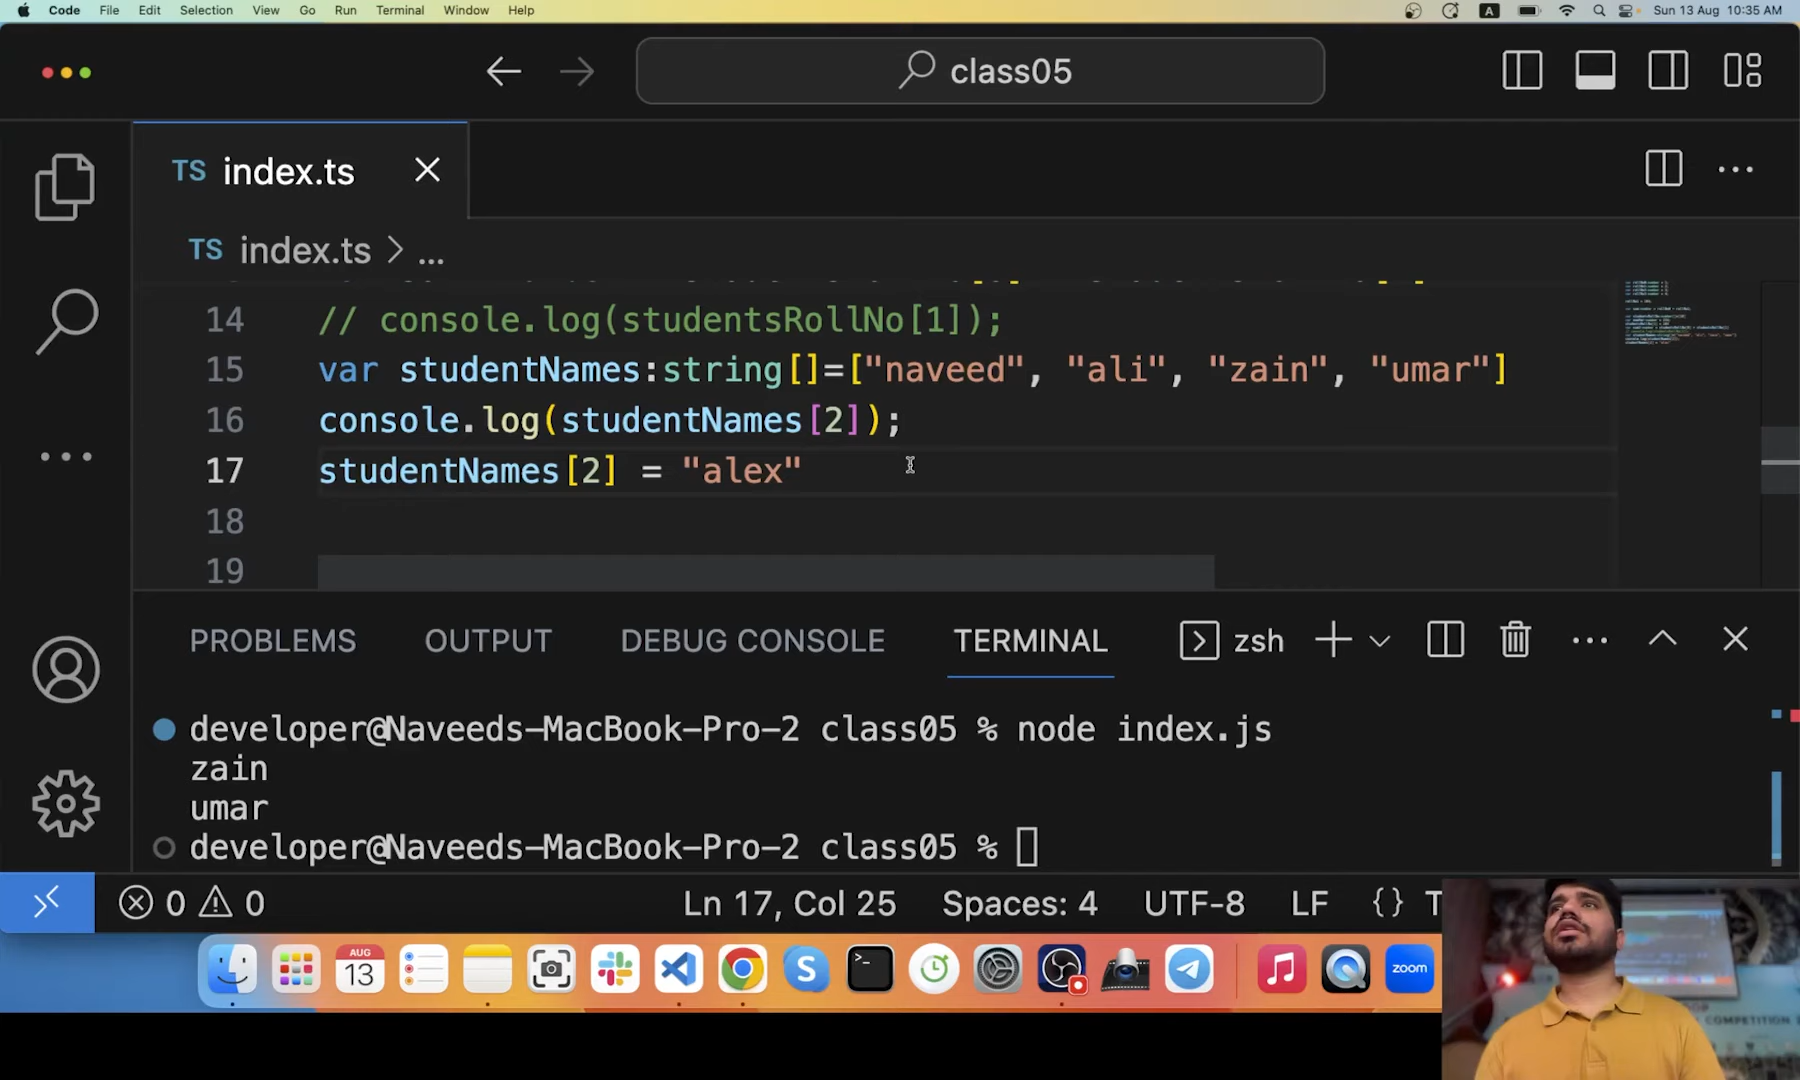 Code File Edit Selection View Go Run Terminal Window Help A Sun 13 Aug 10:35 AM
class05
TS index.ts
TS index.ts > ...
14 // console.log(studentsRollNo[1]);
15 var studentNames:string[]=["naveed", "ali", "zain", "umar"]
16 console.log(studentNames[2]);
17 studentNames[2] = "alex"
18
19
PROBLEMS OUTPUT DEBUG CONSOLE TERMINAL zsh
developer@Naveeds-MacBook-Pro-2 class05 % node index.js
zain
umar
developer@Naveeds-MacBook-Pro-2 class05 %
0 0 Ln 17, Col 25 Spaces: 4 UTF-8 LF {} T
AUG
13
zoom
COMPETITION